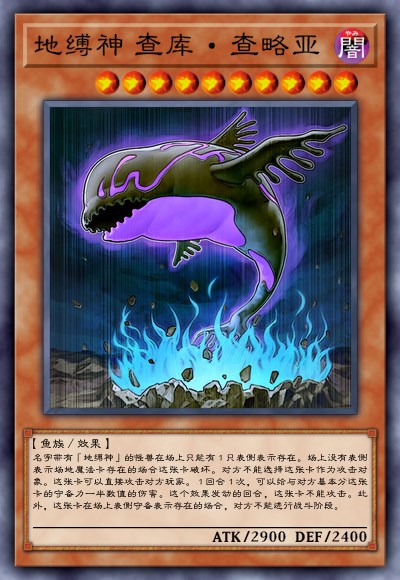 地缚神 查库·查略亚
やみ
闇
【鱼族／效果】
名字带有「地缚神」的怪兽在场上只能有1只表侧表示存在。场上没有表侧
表示场地魔法卡存在的场合这张卡破坏。对方不能选择这张卡作为攻击对
象。这张卡可以直接攻击对方玩家。1回合1次，可以给与对方基本分这张
卡的守备力一半数值的伤害。这个效果发动的回合，这张卡不能攻击。此
外，这张卡在场上表侧守备表示存在的场合，对方不能进行战斗阶段。
ATK/2900 DEF/2400